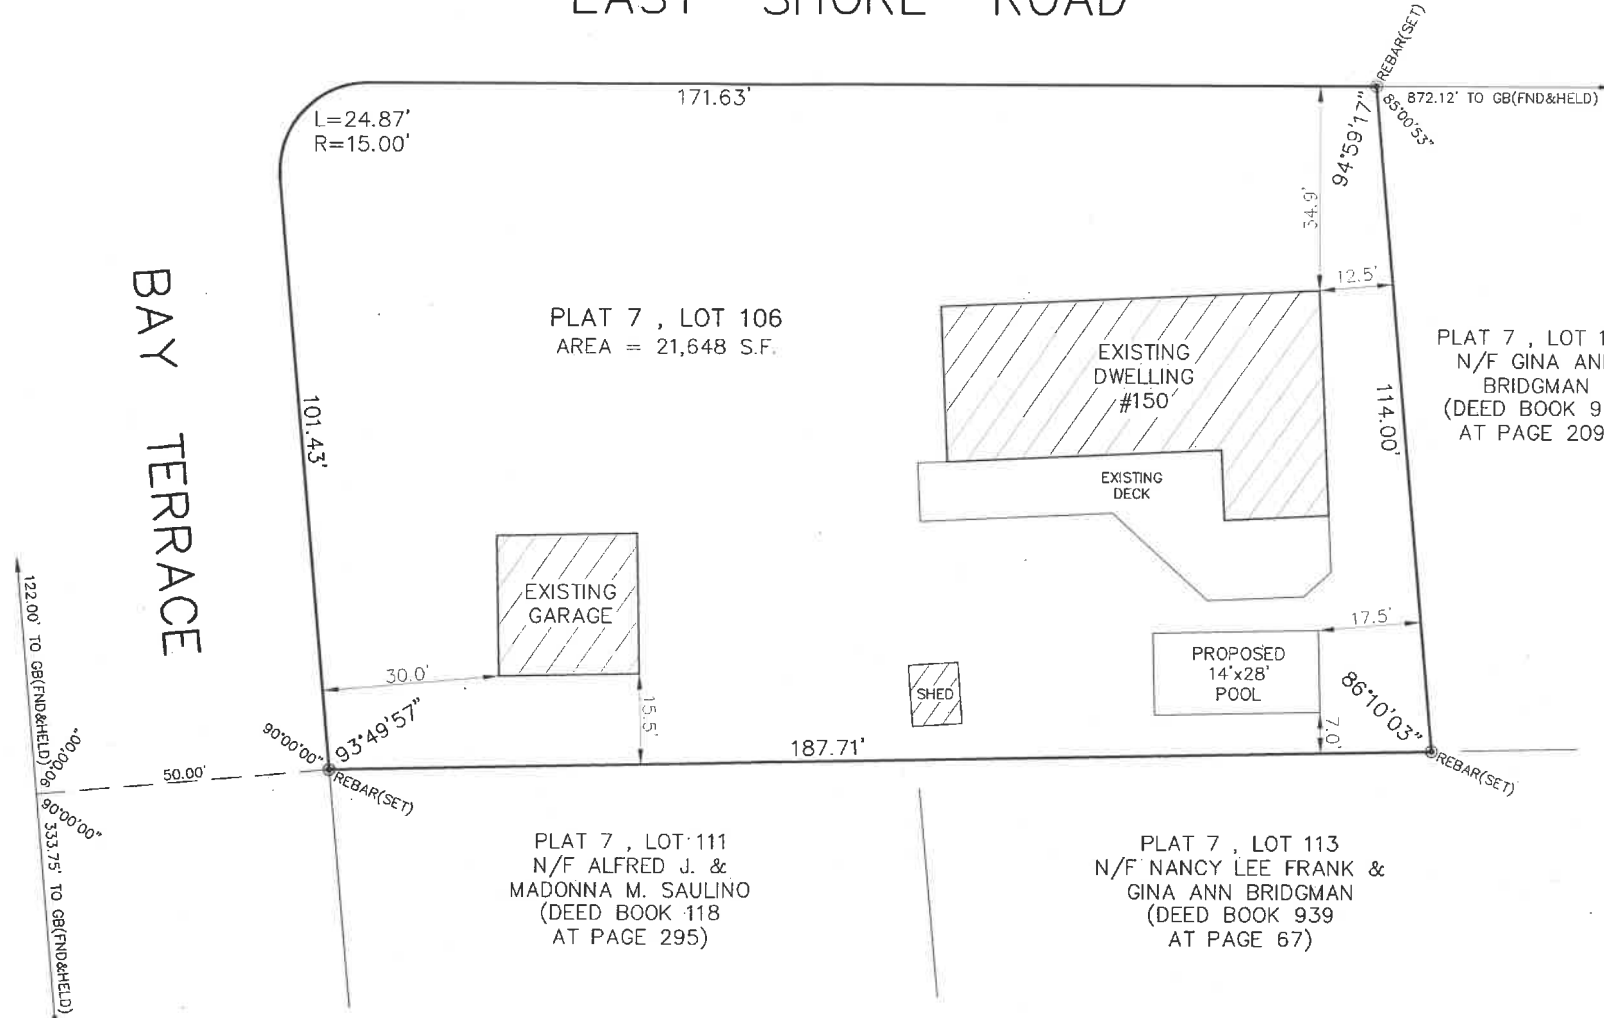 EAST SHORE ROAD
REBAR(SET)
171.63'
872.12' TO GB(FND&HELD)
L=24.87'
R=15.00'
94°59'17"
85°00'53"
34.9'
12.5'
BAY TERRACE
PLAT 7 , LOT 106
AREA = 21,648 S.F.
EXISTING
DWELLING
#150
PLAT 7 , LOT
N/F GINA
BRIDGMAN
(DEED BOOK
AT PAGE 209
101.43'
114.00'
EXISTING
DECK
EXISTING
GARAGE
122.00' TO GB(FND&HELD)
17.5'
PROPOSED
14'x28'
POOL
SHED
30.0'
15.5'
7.0'
86°10'03"
93°49'57"
90°00'00"
90°00'00"
50.00'
187.71'
REBAR(SET)
REBAR(SET)
90°00'00"
333.75' TO GB(FND&HELD)
PLAT 7 , LOT 111
N/F ALFRED J. &
MADONNA M. SAULINO
(DEED BOOK 118
AT PAGE 295)
PLAT 7 , LOT 113
N/F NANCY LEE FRANK &
GINA ANN BRIDGMAN
(DEED BOOK 939
AT PAGE 67)